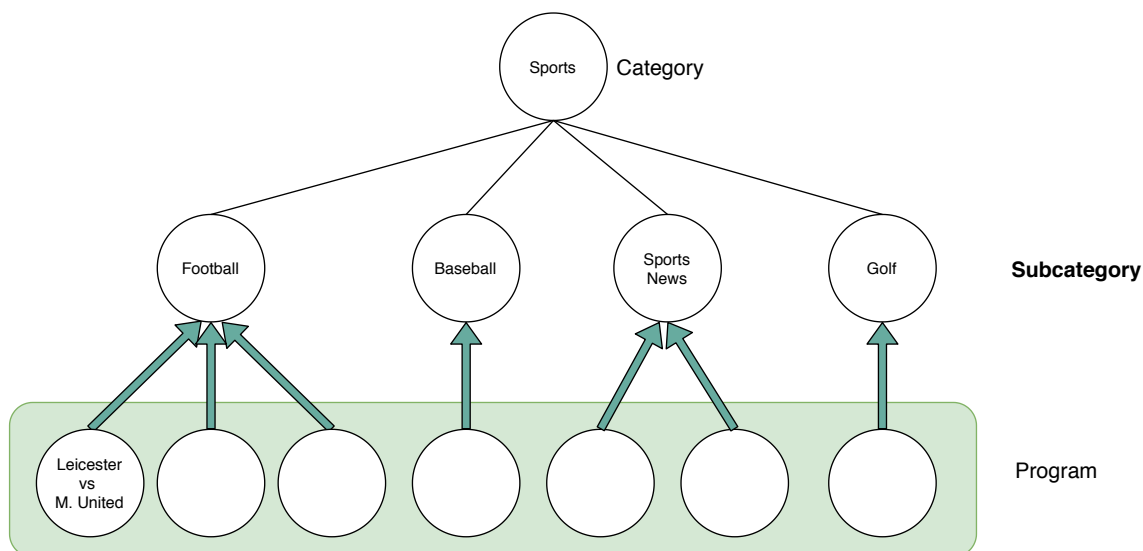 Sports
Category
Football
Baseball
Sports
News
Golf
Subcategory
Leicester
vs
M. United
Program